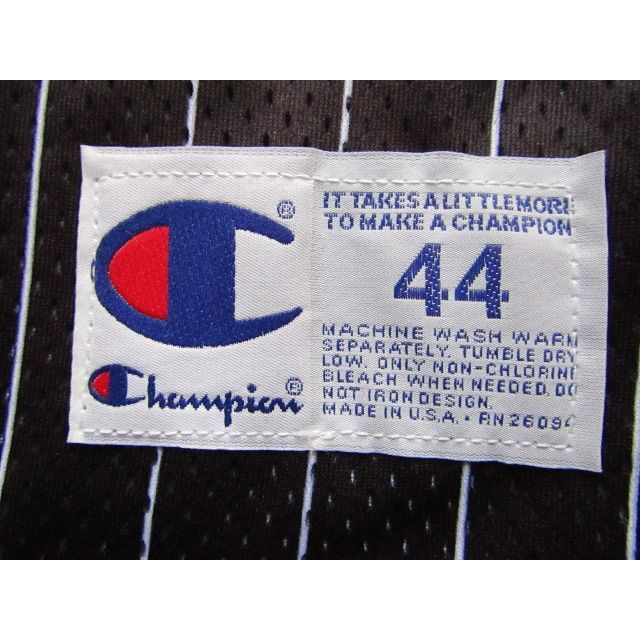 IT TAKES A LITTLE MORE
TO MAKE A CHAMPION
44
MACHINE WASH WARM
SEPARATELY. TUMBLE DRY
LOW. ONLY NON-CHLORINE
BLEACH WHEN NEEDED. DO
NOT IRON DESIGN.
MADE IN U.S.A. • RN26094
®
Champion®